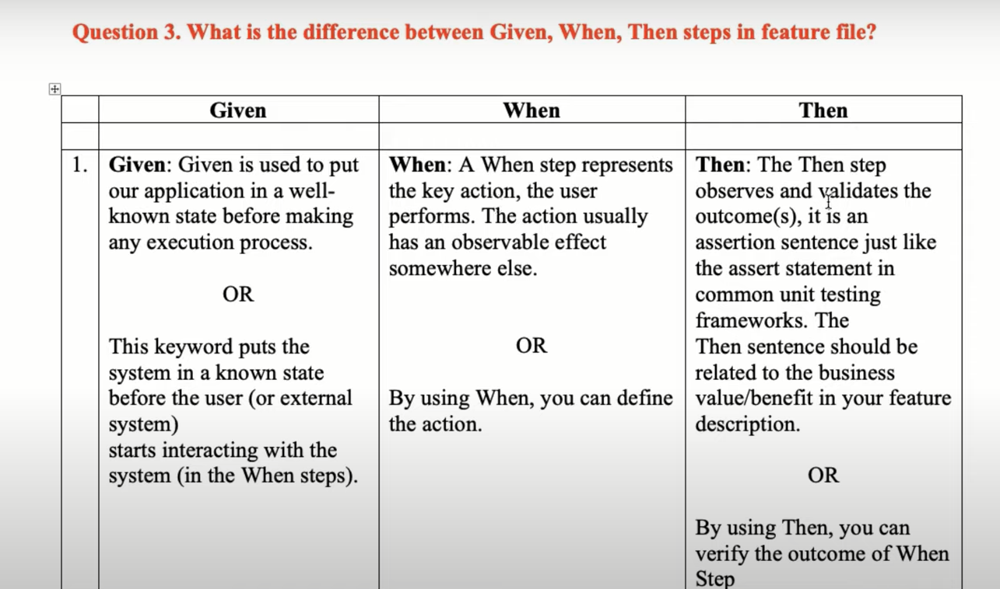 Question 3. What is the difference between Given, When, Then steps in feature file?
Given
When
Then
1.
Given: Given is used to put
our application in a well-
known state before making
any execution process.
OR
This keyword puts the
system in a known state
before the user (or external
system)
starts interacting with the
system (in the When steps).
When: A When step represents
the key action, the user
performs. The action usually
has an observable effect
somewhere else.
OR
By using When, you can define
the action.
Then: The Then step
observes and validates the
outcome(s), it is an
assertion sentence just like
the assert statement in
common unit testing
frameworks. The
Then sentence should be
related to the business
value/benefit in your feature
description.
OR
By using Then, you can
verify the outcome of When
Step